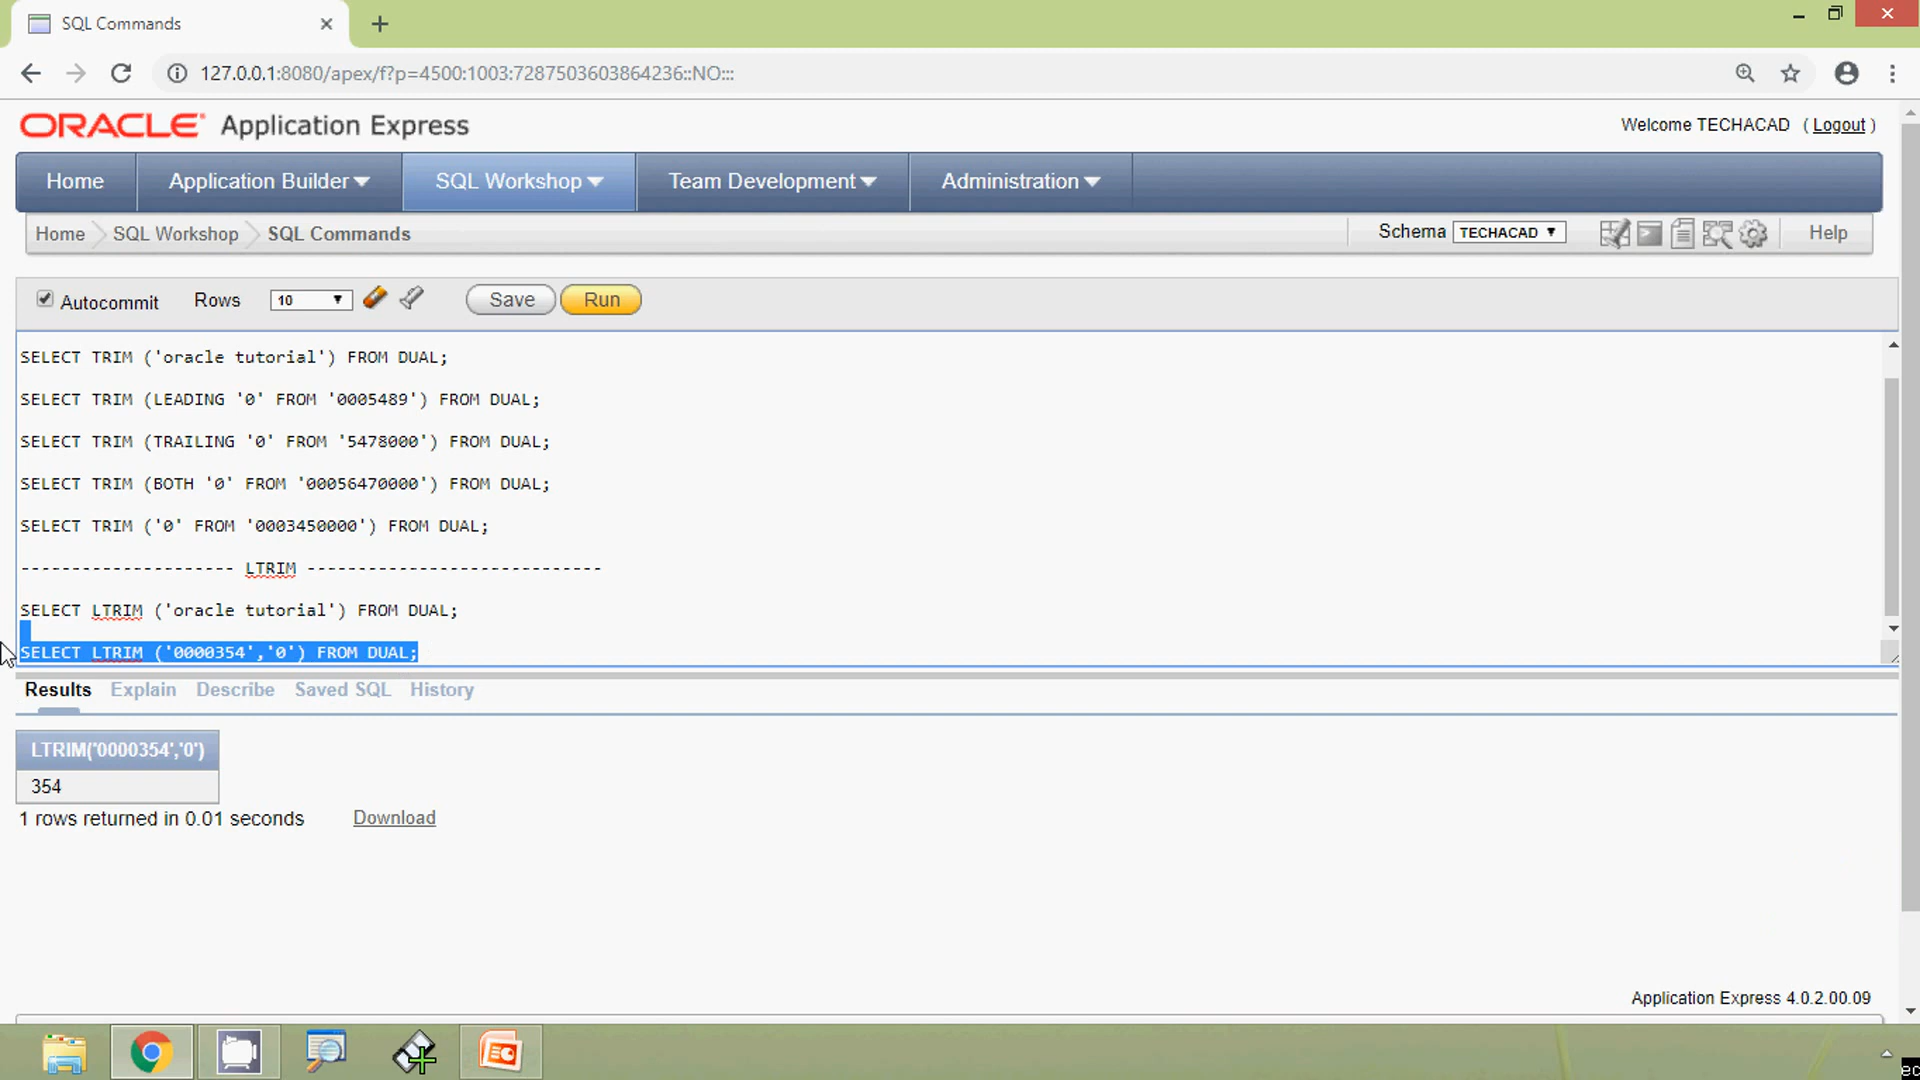 SQL Commands
127.0.0.1:8080/apex/f?p=4500:1003:7287503603864236::NO:::
ORACLE Application Express
Welcome TECHACAD ( Logout )
Home Application Builder SQL Workshop Team Development Administration
Home SQL Workshop SQL Commands Schema TECHACAD Help
Autocommit Rows 10 Save Run
SELECT TRIM ('oracle tutorial') FROM DUAL;
SELECT TRIM (LEADING '0' FROM '0005489') FROM DUAL;
SELECT TRIM (TRAILING '0' FROM '5478000') FROM DUAL;
SELECT TRIM (BOTH '0' FROM '00056470000') FROM DUAL;
SELECT TRIM ('0' FROM '0003450000') FROM DUAL;
--------------------- LTRIM -----------------------------
SELECT LTRIM ('oracle tutorial') FROM DUAL;
SELECT LTRIM ('0000354','0') FROM DUAL;
Results Explain Describe Saved SQL History
LTRIM('0000354','0')
354
1 rows returned in 0.01 seconds Download
Application Express 4.0.2.00.09